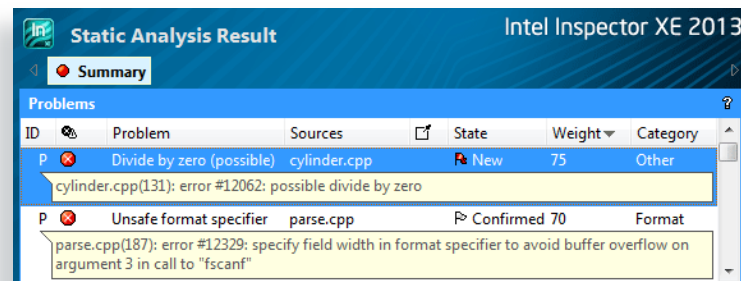 In
Static Analysis Result
Intel Inspector XE 2013
Summary
Problems
?
ID Problem Sources State Weight Category
P Divide by zero (possible) cylinder.cpp New 75 Other
cylinder.cpp(131): error #12062: possible divide by zero
P Unsafe format specifier parse.cpp Confirmed 70 Format
parse.cpp(187): error #12329: specify field width in format specifier to avoid buffer overflow on
argument 3 in call to "fscanf"